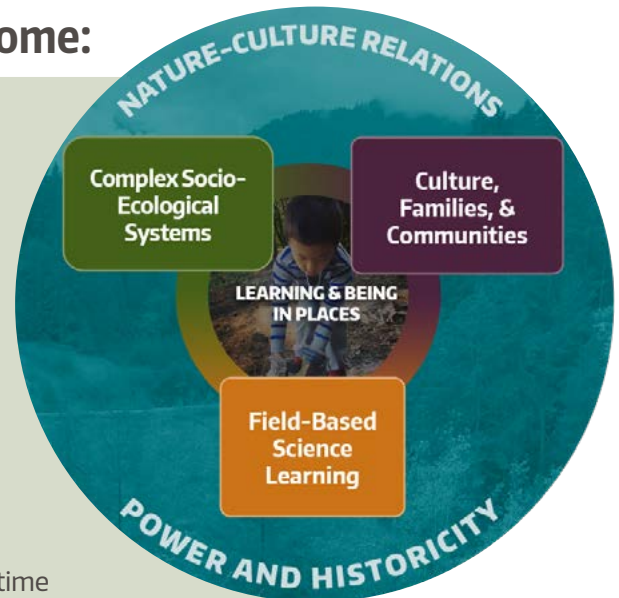 ome:
NATURE-CULTURE RELATIONS
Complex Socio-
Ecological
Systems
Culture,
Families, &
Communities
LEARNING & BEING
IN PLACES
Field-Based
Science
Learning
POWER AND HISTORICITY
time